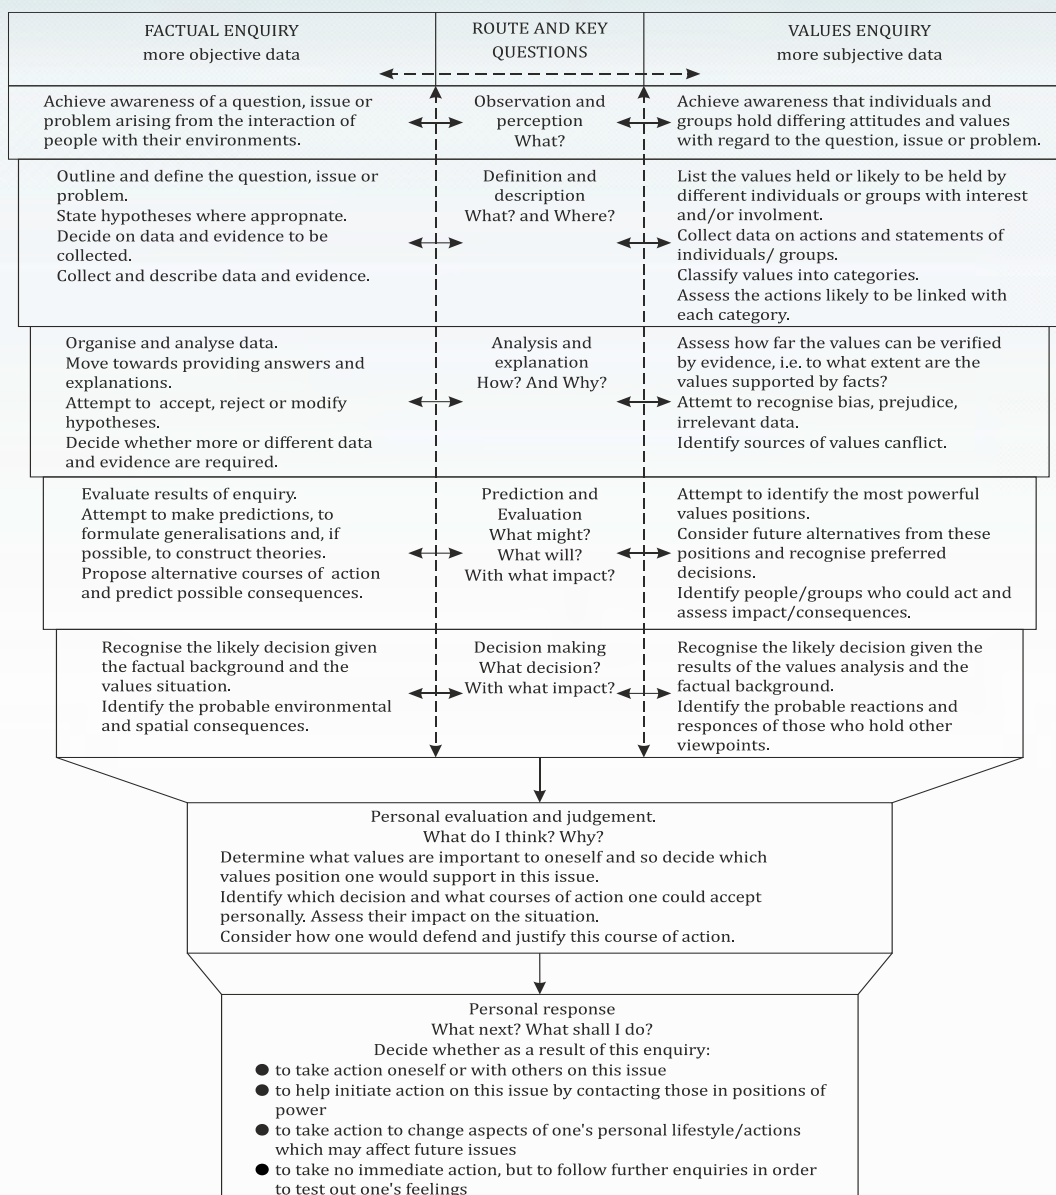 FACTUAL ENQUIRY
more objective data
ROUTE AND KEY
QUESTIONS
VALUES ENQUIRY
more subjective data
Achieve awareness of a question, issue or
problem arising from the interaction of
people with their environments.
Observation and
perception
What?
Achieve awareness that individuals and
groups hold differing attitudes and values
with regard to the question, issue or problem.
Outline and define the question, issue or
problem.
State hypotheses where appropnate.
Decide on data and evidence to be
collected.
Collect and describe data and evidence.
Definition and
description
What? and Where?
List the values held or likely to be held by
different individuals or groups with interest
and/or involment.
Collect data on actions and statements of
individuals/ groups.
Classify values into categories.
Assess the actions likely to be linked with
each category.
Organise and analyse data.
Move towards providing answers and
explanations.
Attempt to accept, reject or modify
hypotheses.
Decide whether more or different data
and evidence are required.
Analysis and
explanation
How? And Why?
Assess how far the values can be verified
by evidence, i.e. to what extent are the
values supported by facts?
Attemt to recognise bias, prejudice,
irrelevant data.
Identify sources of values canflict.
Evaluate results of enquiry.
Attempt to make predictions, to
formulate generalisations and, if
possible, to construct theories.
Propose alternative courses of action
and predict possible consequences.
Prediction and
Evaluation
What might?
What will?
With what impact?
Attempt to identify the most powerful
values positions.
Consider future alternatives from these
positions and recognise preferred
decisions.
Identify people/groups who could act and
assess impact/consequences.
Recognise the likely decision given
the factual background and the
values situation.
Identify the probable environmental
and spatial consequences.
Decision making
What decision?
With what impact?
Recognise the likely decision given the
results of the values analysis and the
factual background.
Identify the probable reactions and
responces of those who hold other
viewpoints.
Personal evaluation and judgement.
What do I think? Why?
Determine what values are important to oneself and so decide which
values position one would support in this issue.
Identify which decision and what courses of action one could accept
personally. Assess their impact on the situation.
Consider how one would defend and justify this course of action.
Personal response
What next? What shall I do?
Decide whether as a result of this enquiry:
● to take action oneself or with others on this issue
● to help initiate action on this issue by contacting those in positions of
power
● to take action to change aspects of one's personal lifestyle/actions
which may affect future issues
● to take no immediate action, but to follow further enquiries in order
to test out one's feelings